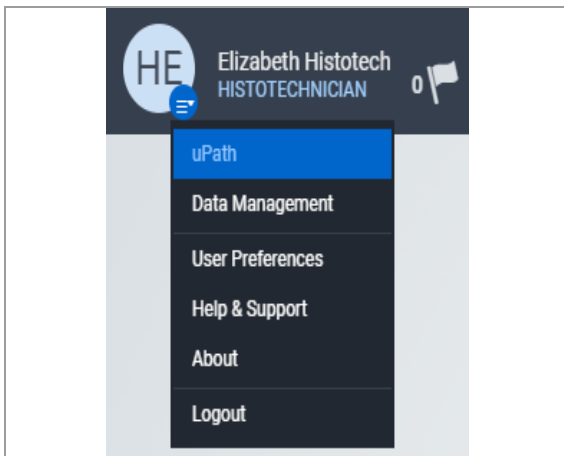 HE
Elizabeth Histotech
HISTOTECHNICIAN
0
uPath
Data Management
User Preferences
Help & Support
About
Logout